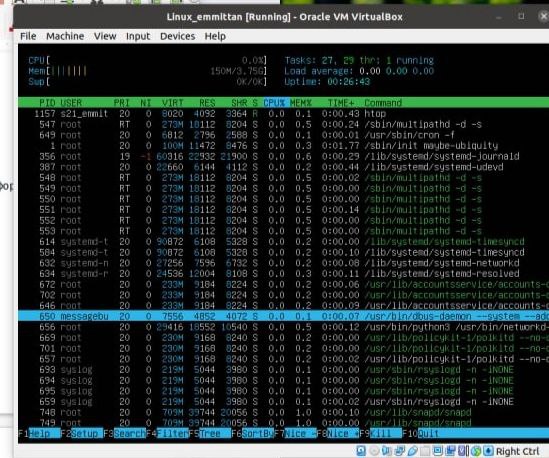 Linux_emmittan [Running] - Oracle VM VirtualBox
File Machine View Input Devices Help
CPU[ 0.0%] Tasks: 27, 29 thr; 1 running
Mem[||||||| 150M/3.75G] Load average: 0.00 0.00 0.00
Swp[ 0K/0K] Uptime: 00:26:43
PID USER PRI NI VIRT RES SHR S CPU% MEM% TIME+ Command
1157 s21_emmit 20 0 8020 4092 3364 R 0.0 0.1 0:00.43 htop
547 root RT 0 273M 18112 8204 S 0.0 0.5 0:00.24 /sbin/multipathd -d -s
649 root 20 0 6812 2796 2588 S 0.0 0.1 0:00.01 /usr/sbin/cron -f
1 root 20 0 100M 11472 8476 S 0.0 0.3 0:01.77 /sbin/init maybe-ubiquity
356 root 19 -1 60316 22932 21900 S 0.0 0.6 0:00.29 /lib/systemd/systemd-journald
387 root 20 0 22660 6144 4112 S 0.0 0.2 0:00.44 /lib/systemd/systemd-udevd
548 root 20 0 273M 18112 8204 S 0.0 0.5 0:00.02 /sbin/multipathd -d -s
549 root RT 0 273M 18112 8204 S 0.0 0.5 0:00.00 /sbin/multipathd -d -s
550 root RT 0 273M 18112 8204 S 0.0 0.5 0:00.00 /sbin/multipathd -d -s
551 root RT 0 273M 18112 8204 S 0.0 0.5 0:00.14 /sbin/multipathd -d -s
552 root RT 0 273M 18112 8204 S 0.0 0.5 0:00.00 /sbin/multipathd -d -s
553 root RT 0 273M 18112 8204 S 0.0 0.5 0:00.00 /sbin/multipathd -d -s
614 systemd-t 20 0 90872 6108 5328 S 0.0 0.2 0:00.00 /lib/systemd/systemd-timesyncd
584 systemd-t 20 0 90872 6108 5328 S 0.0 0.2 0:00.10 /lib/systemd/systemd-timesyncd
632 systemd-n 20 0 27256 7596 6732 S 0.0 0.2 0:00.08 /lib/systemd/systemd-networkd
634 systemd-r 20 0 24536 12004 8108 S 0.0 0.3 0:00.11 /lib/systemd/systemd-resolved
672 root 20 0 233M 9184 8224 S 0.0 0.2 0:00.06 /usr/lib/accountsservice/accounts-d
702 root 20 0 233M 9184 8224 S 0.0 0.2 0:00.00 /usr/lib/accountsservice/accounts-d
646 root 20 0 233M 9184 8224 S 0.0 0.2 0:00.09 /usr/lib/accountsservice/accounts-d
650 messagebu 20 0 7556 4852 4072 S 0.0 0.1 0:00.07 /usr/bin/dbus-daemon --system --add
656 root 20 0 29416 18552 10540 S 0.0 0.5 0:00.12 /usr/bin/python3 /usr/bin/networkd-
669 root 20 0 230M 9168 8240 S 0.0 0.2 0:00.00 /usr/lib/policykit-1/polkitd --no-d
701 root 20 0 230M 9168 8240 S 0.0 0.2 0:00.00 /usr/lib/policykit-1/polkitd --no-d
657 root 20 0 230M 9168 8240 S 0.0 0.2 0:00.02 /usr/lib/policykit-1/polkitd --no-d
693 syslog 20 0 219M 5044 3980 S 0.0 0.1 0:00.01 /usr/sbin/rsyslogd -n -iNONE
694 syslog 20 0 219M 5044 3980 S 0.0 0.1 0:00.00 /usr/sbin/rsyslogd -n -iNONE
695 syslog 20 0 219M 5044 3980 S 0.0 0.1 0:00.00 /usr/sbin/rsyslogd -n -iNONE
659 syslog 20 0 219M 5044 3980 S 0.0 0.1 0:00.02 /usr/sbin/rsyslogd -n -iNONE
748 root 20 0 709M 39744 20056 S 0.0 1.0 0:00.10 /usr/lib/snapd/snapd
749 root 20 0 709M 39744 20056 S 0.0 1.0 0:00.00 /usr/lib/snapd/snapd
F1Help F2Setup F3Search F4Filter F5Tree F6SortBy F7Nice - F8Nice + F9Kill F10Quit
Right Ctrl